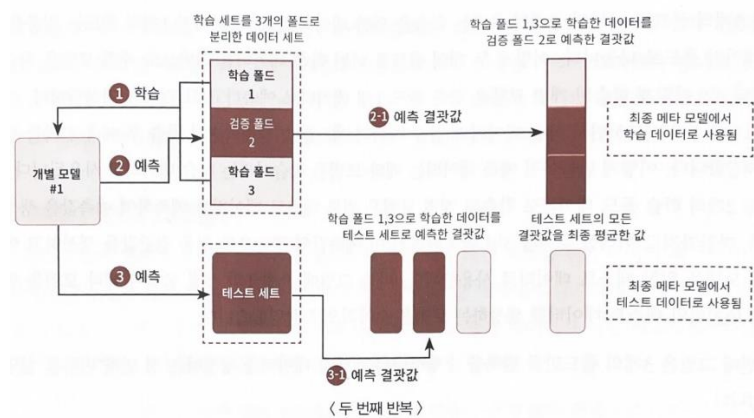 학습 세트를 3개의 폴드로
분리한 데이터 세트
학습 폴드 1,3으로 학습한 데이터를
검증 폴드 2로 예측한 결괏값
1 학습
학습 폴드
1
검증 폴드
2
학습 폴드
3
2-1 예측 결괏값
최종 메타 모델에서
학습 데이터로 사용됨
개별 모델
#1
2 예측
학습 폴드 1,3으로 학습한 데이터를
테스트 세트로 예측한 결괏값
테스트 세트의 모든
결괏값을 최종 평균한 값
3 예측
테스트 세트
최종 메타 모델에서
테스트 데이터로 사용됨
3-1 예측 결괏값
〈 두 번째 반복 〉